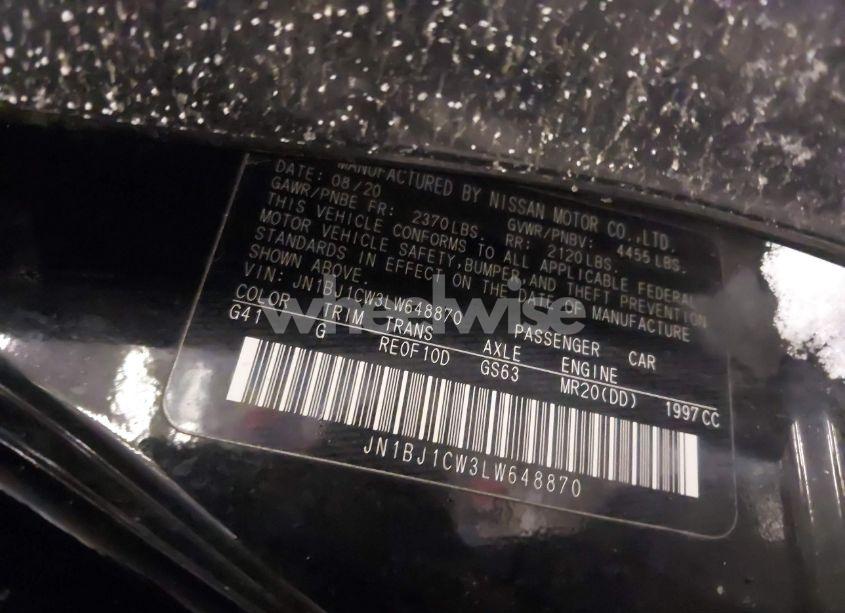 MANUFACTURED BY NISSAN MOTOR CO.,LTD.
DATE: 08/20 GVWR/PNBV: 4455 LBS.
GAWR/PNBE FR: 2370LBS. RR: 2120LBS.
THIS VEHICLE CONFORMS TO ALL APPLICABLE FEDERAL
MOTOR VEHICLE SAFETY,BUMPER,AND THEFT PREVENTION
STANDARDS IN EFFECT ON THE DATE OF MANUFACTURE
SHOWN ABOVE.
VIN: JN1BJ1CW3LW648870 PASSENGER CAR
COLOR TRIM TRANS AXLE ENGINE
G41 G RE0F10D GS63 MR20(DD) 1997CC
JN1BJ1CW3LW648870
wheelwise